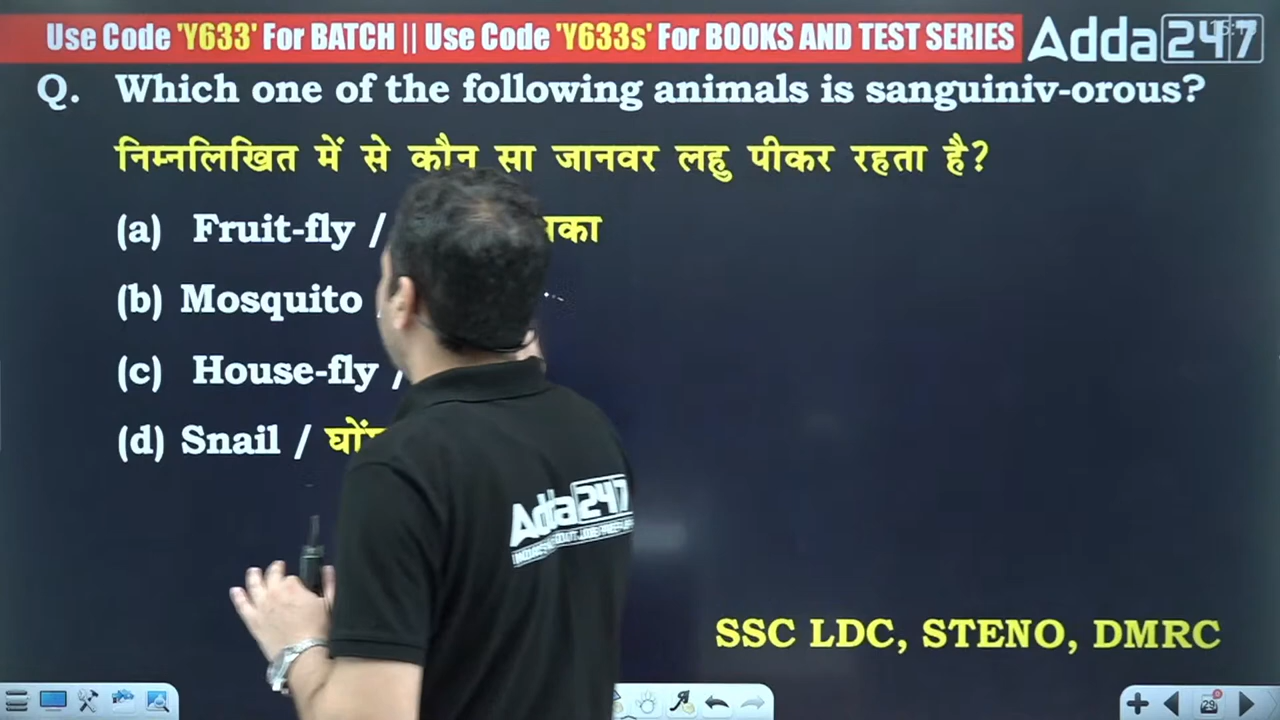 Use Code 'Y633' For BATCH || Use Code 'Y633s' For BOOKS AND TEST SERIES
Adda247
Q. Which one of the following animals is sanguiniv-orous?
निम्नलिखित में से कौन सा जानवर लहु पीकर रहता है?
(a) Fruit-fly /
(b) Mosquito
(c) House-fly /
(d) Snail /
Adda247
SSC LDC, STENO, DMRC
29